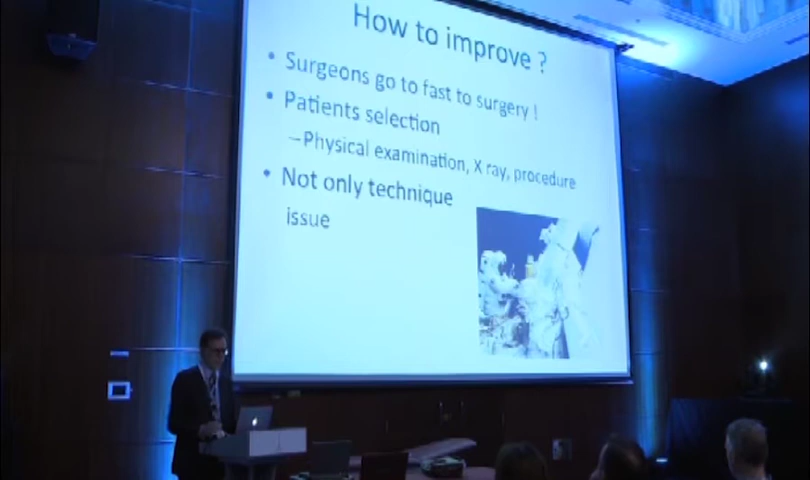 How to improve ?
• Surgeons go to fast to surgery !
• Patients selection
–Physical examination, X ray, procedure
• Not only technique
issue